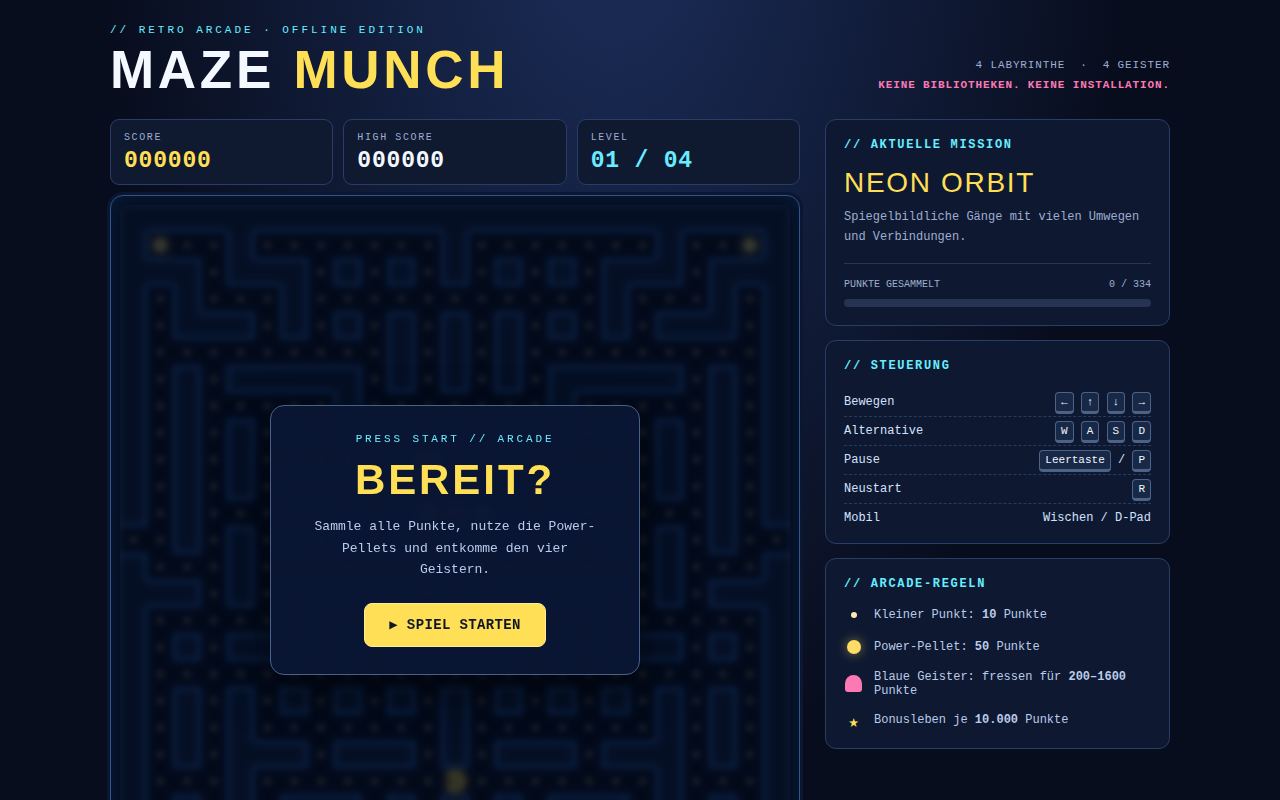 // RETRO ARCADE · OFFLINE EDITION
MAZE MUNCH
4 LABYRINTHE · 4 GEISTER
KEINE BIBLIOTHEKEN. KEINE INSTALLATION.
SCORE
000000
HIGH SCORE
000000
LEVEL
01 / 04
PRESS START // ARCADE
BEREIT?
Sammle alle Punkte, nutze die Power-
Pellets und entkomme den vier
Geistern.
▶ SPIEL STARTEN
// AKTUELLE MISSION
NEON ORBIT
Spiegelbildliche Gänge mit vielen Umwegen
und Verbindungen.
PUNKTE GESAMMELT 0 / 334
// STEUERUNG
Bewegen ← ↑ ↓ →
Alternative W A S D
Pause Leertaste / P
Neustart R
Mobil Wischen / D-Pad
// ARCADE-REGELN
Kleiner Punkt: 10 Punkte
Power-Pellet: 50 Punkte
Blaue Geister: fressen für 200–1600
Punkte
★ Bonusleben je 10.000 Punkte